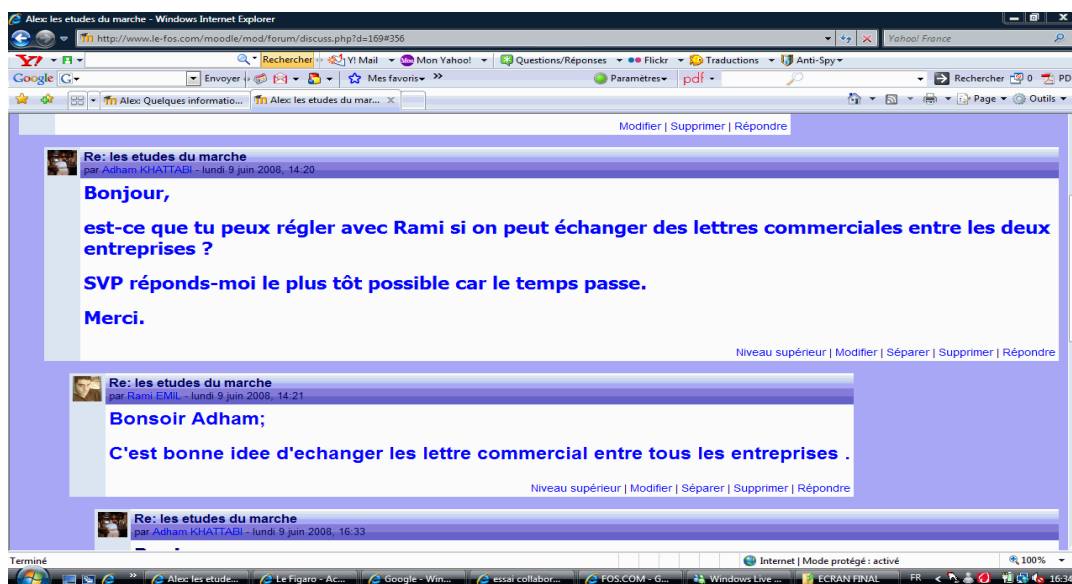 Alex: les etudes du marche - Windows Internet Explorer
http://www.le-fos.com/moodle/mod/forum/discuss.php?d=169#356
Yahoo! France
Y! Rechercher Y! Mail Mon Yahoo! Questions/Réponses Flickr Traductions Anti-Spy
Google G Envoyer Mes favoris Paramètres pdf Rechercher 0 PD
Alex: Quelques informatio... Alex: les etudes du mar... Page Outils
Modifier | Supprimer | Répondre
Re: les etudes du marche
par Adham KHATTABI - lundi 9 juin 2008, 14:20
Bonjour,
est-ce que tu peux régler avec Rami si on peut échanger des lettres commerciales entre les deux
entreprises ?
SVP réponds-moi le plus tôt possible car le temps passe.
Merci.
Niveau supérieur | Modifier | Séparer | Supprimer | Répondre
Re: les etudes du marche
par Rami EMIL - lundi 9 juin 2008, 14:21
Bonsoir Adham;
C'est bonne idee d'echanger les lettre commercial entre tous les entreprises .
Niveau supérieur | Modifier | Séparer | Supprimer | Répondre
Re: les etudes du marche
par Adham KHATTABI - lundi 9 juin 2008, 16:33
Terminé Internet | Mode protégé : activé 100%
Alex: les etude... Le Figaro - Ac... Google - Win... essai collabor... FOS.COM - G... Windows Live ... ECRAN FINAL FR 16:34